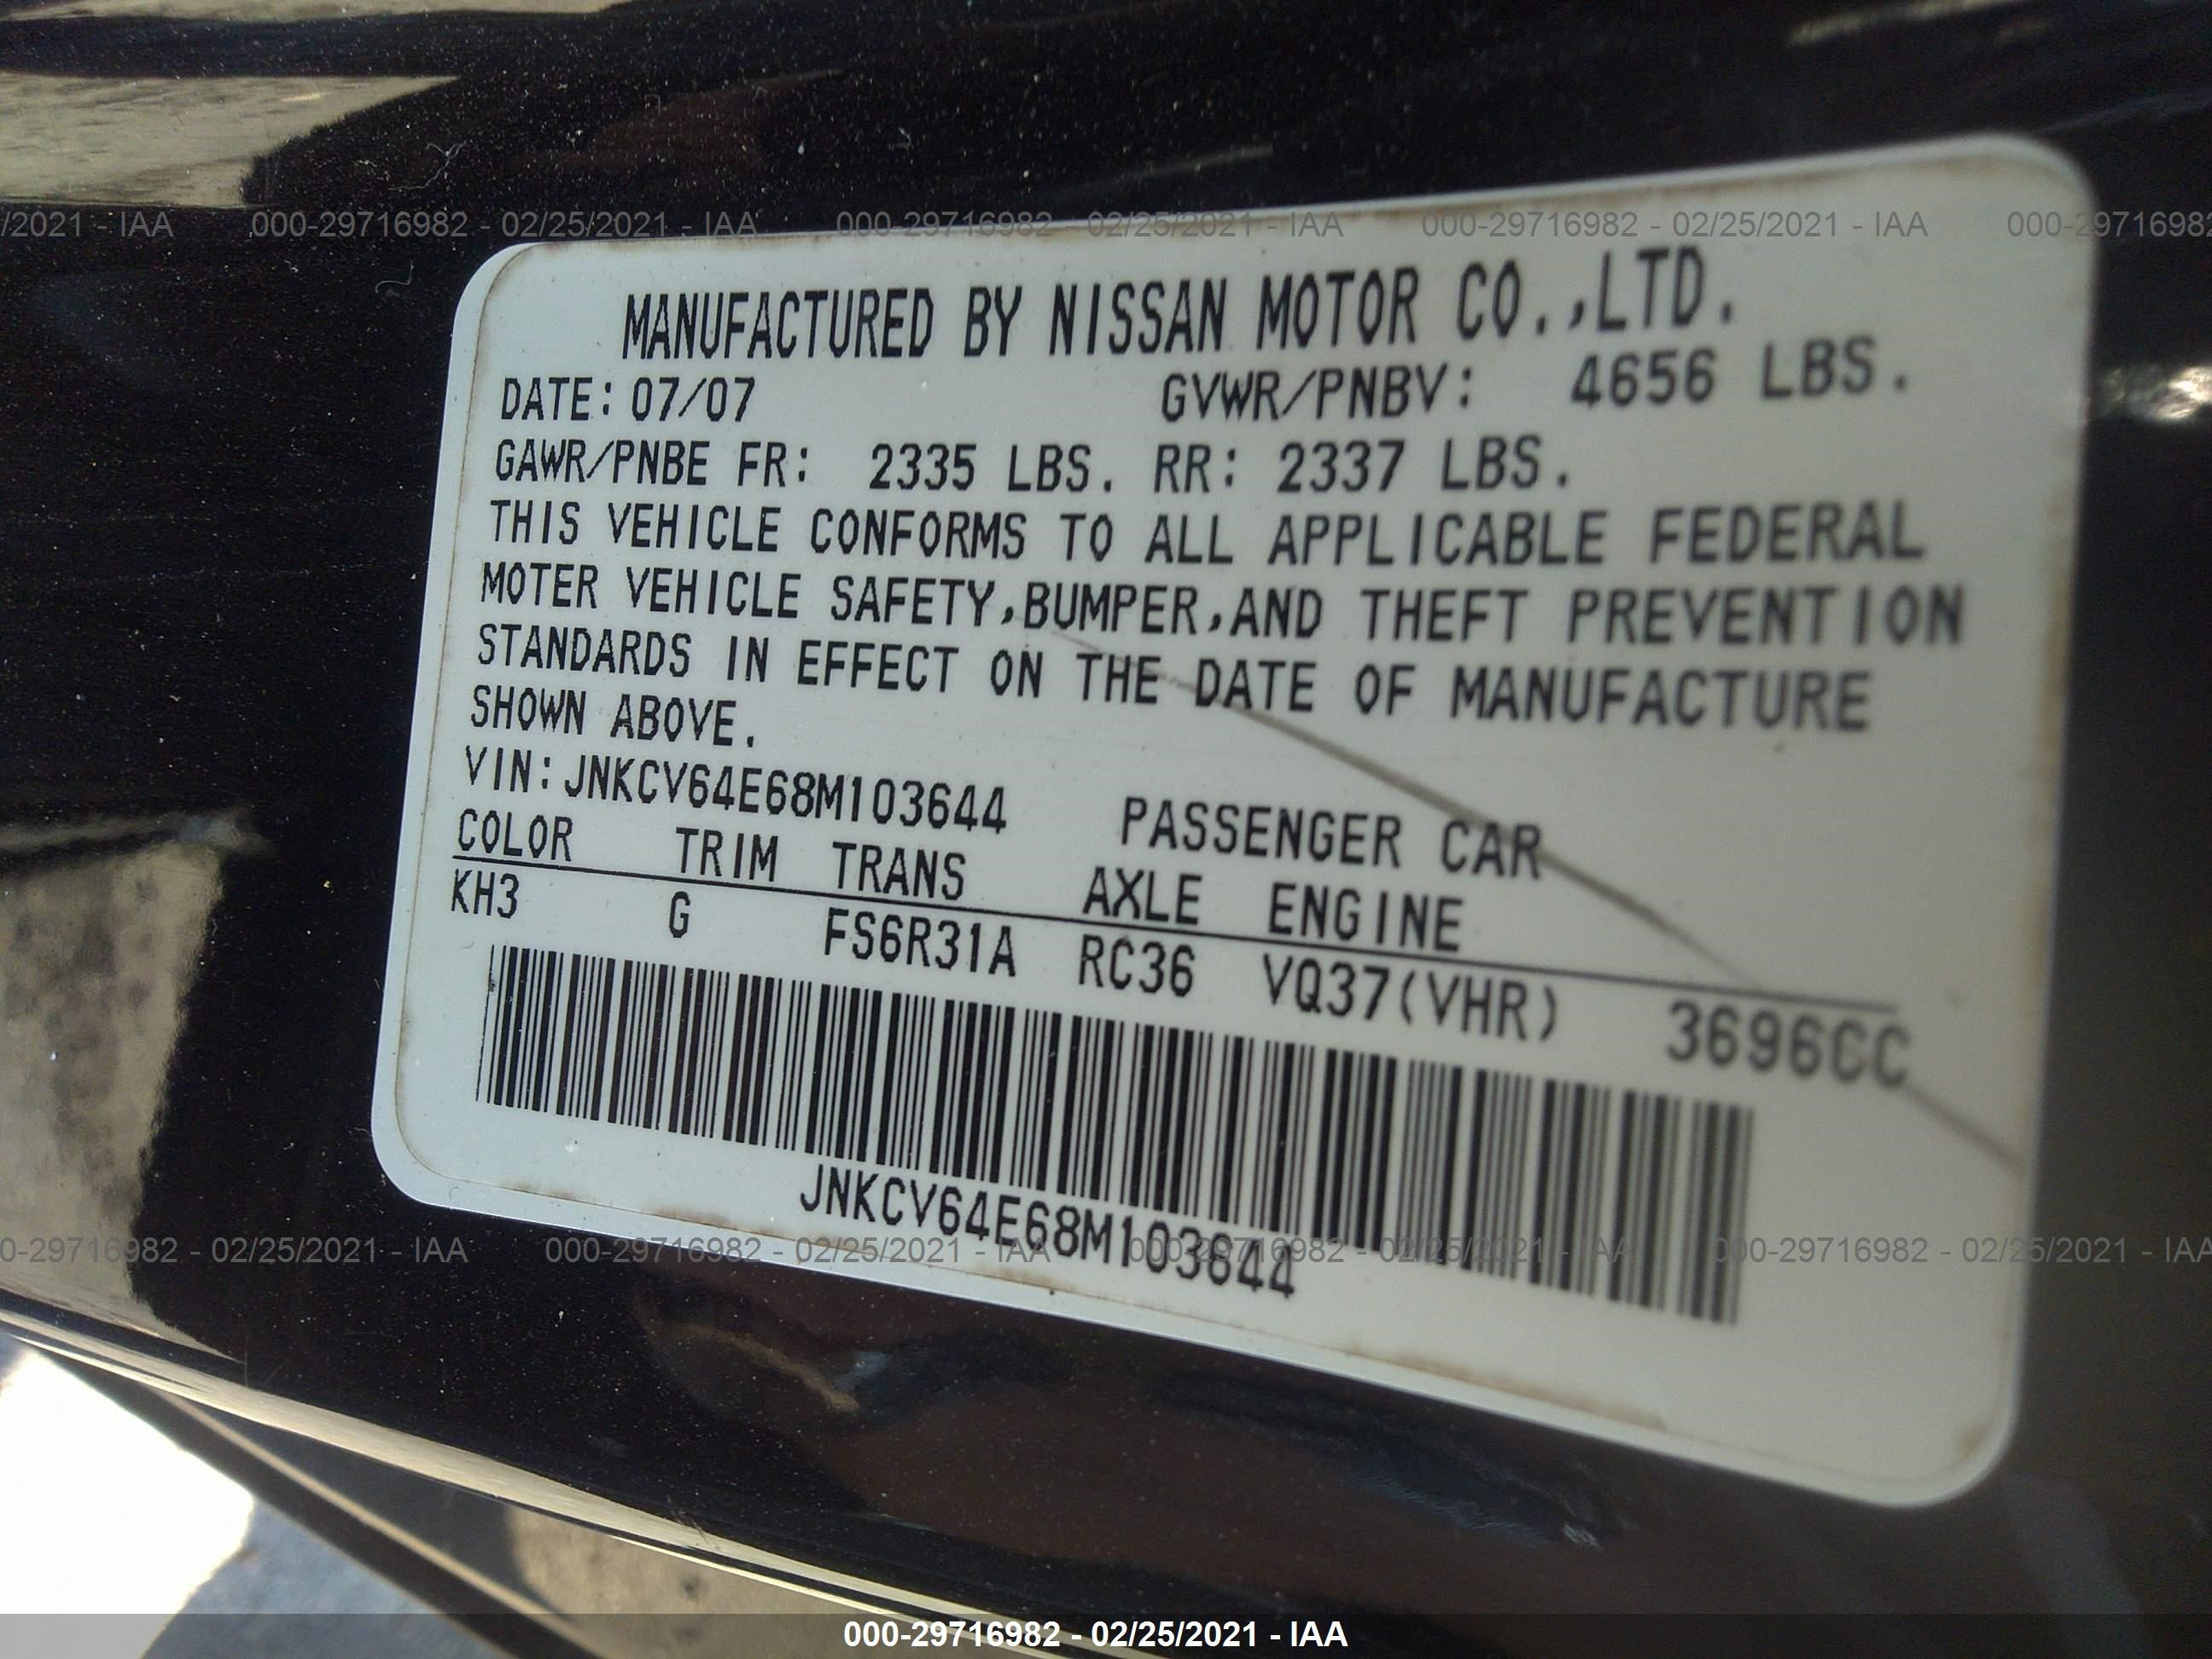 /2021 - IAA 000-29716982 - 02/25/2021 - IAA 000-29716982 - 02/25/2021 - IAA 000-29716982 - 02/25/2021 - IAA 000-29716982
MANUFACTURED BY NISSAN MOTOR CO.,LTD.
DATE: 07/07 GVWR/PNBV: 4656 LBS.
GAWR/PNBE FR: 2335 LBS. RR: 2337 LBS.
THIS VEHICLE CONFORMS TO ALL APPLICABLE FEDERAL
MOTER VEHICLE SAFETY,BUMPER,AND THEFT PREVENTION
STANDARDS IN EFFECT ON THE DATE OF MANUFACTURE
SHOWN ABOVE.
VIN: JNKCV64E68M103644 PASSENGER CAR
COLOR TRIM TRANS AXLE ENGINE
KH3 G FS6R31A RC36 VQ37(VHR) 3696CC
JNKCV64E68M103644
0-29716982 - 02/25/2021 - IAA 000-29716982 - 02/25/2021 - IAA 000-29716982 - 02/25/2021 - IAA 000-29716982 - 02/25/2021 - IAA
000-29716982 - 02/25/2021 - IAA